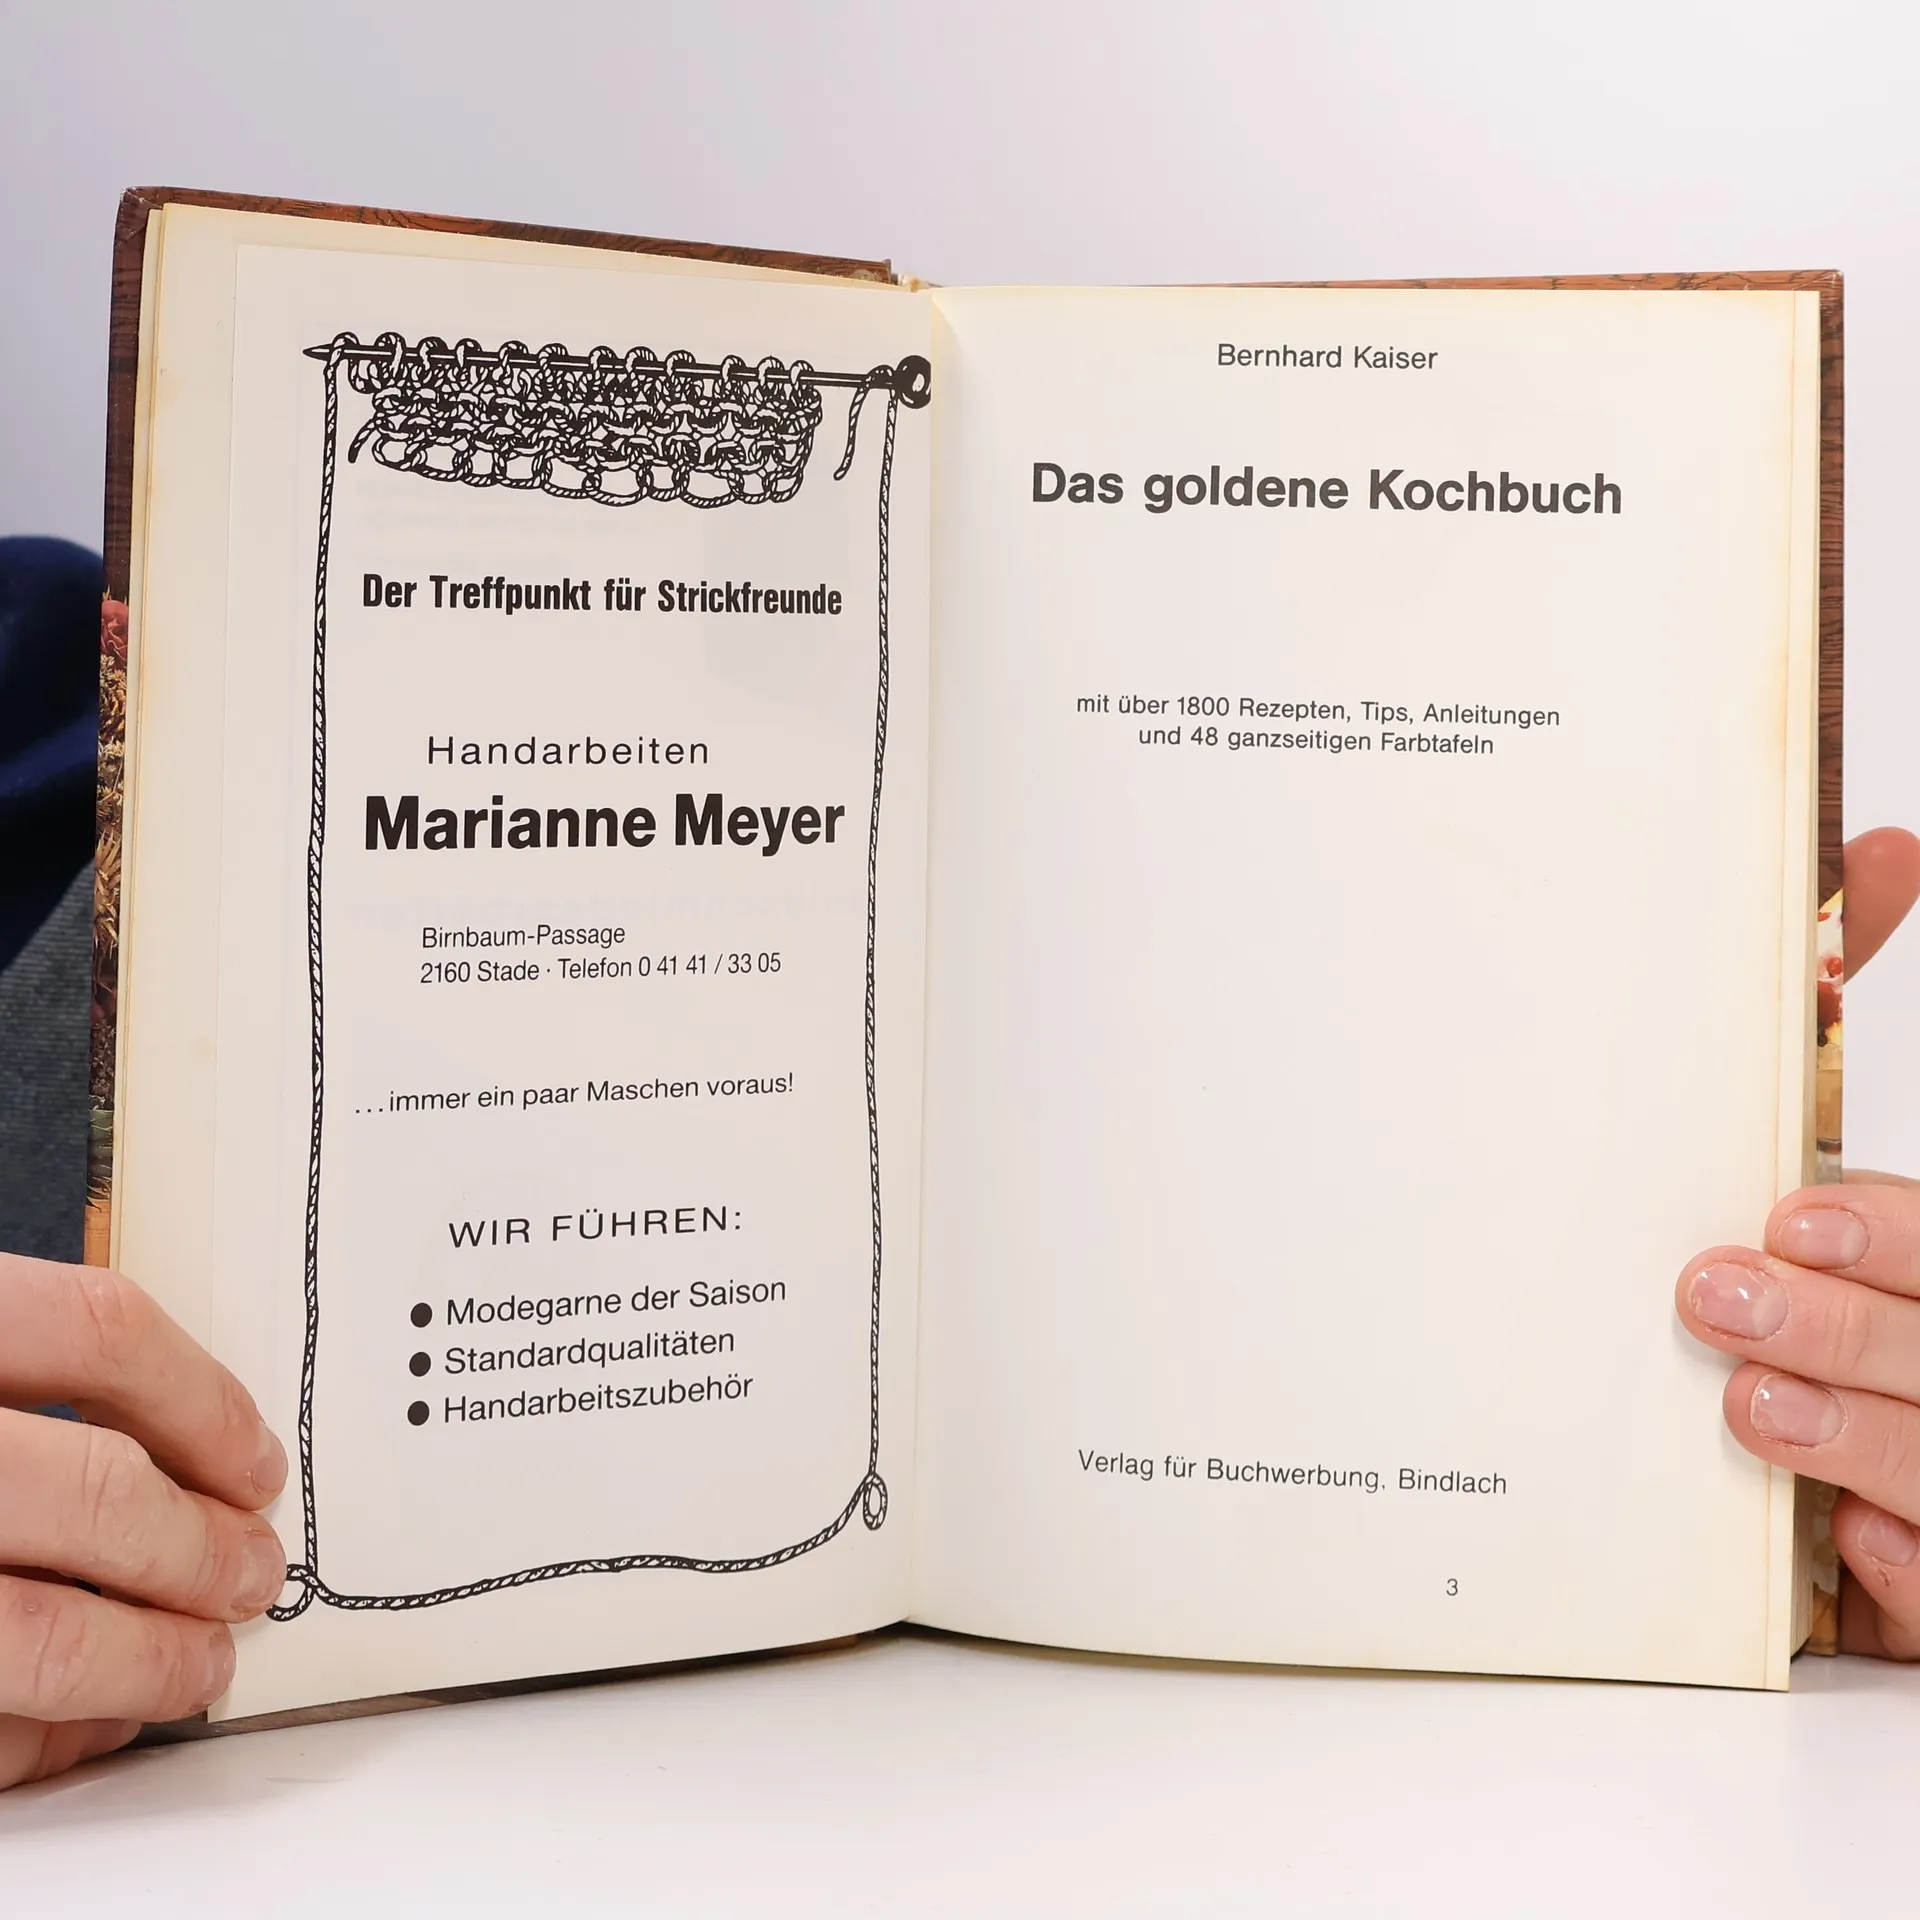 Der Treffpunkt für Strickfreunde
Handarbeiten
Marianne Meyer
Birnbaum-Passage
2160 Stade · Telefon 0 41 41 / 33 05
...immer ein paar Maschen voraus!
WIR FÜHREN:
● Modegarne der Saison
● Standardqualitäten
● Handarbeitszubehör
Bernhard Kaiser
Das goldene Kochbuch
mit über 1800 Rezepten, Tips, Anleitungen
und 48 ganzseitigen Farbtafeln
Verlag für Buchwerbung, Bindlach
3